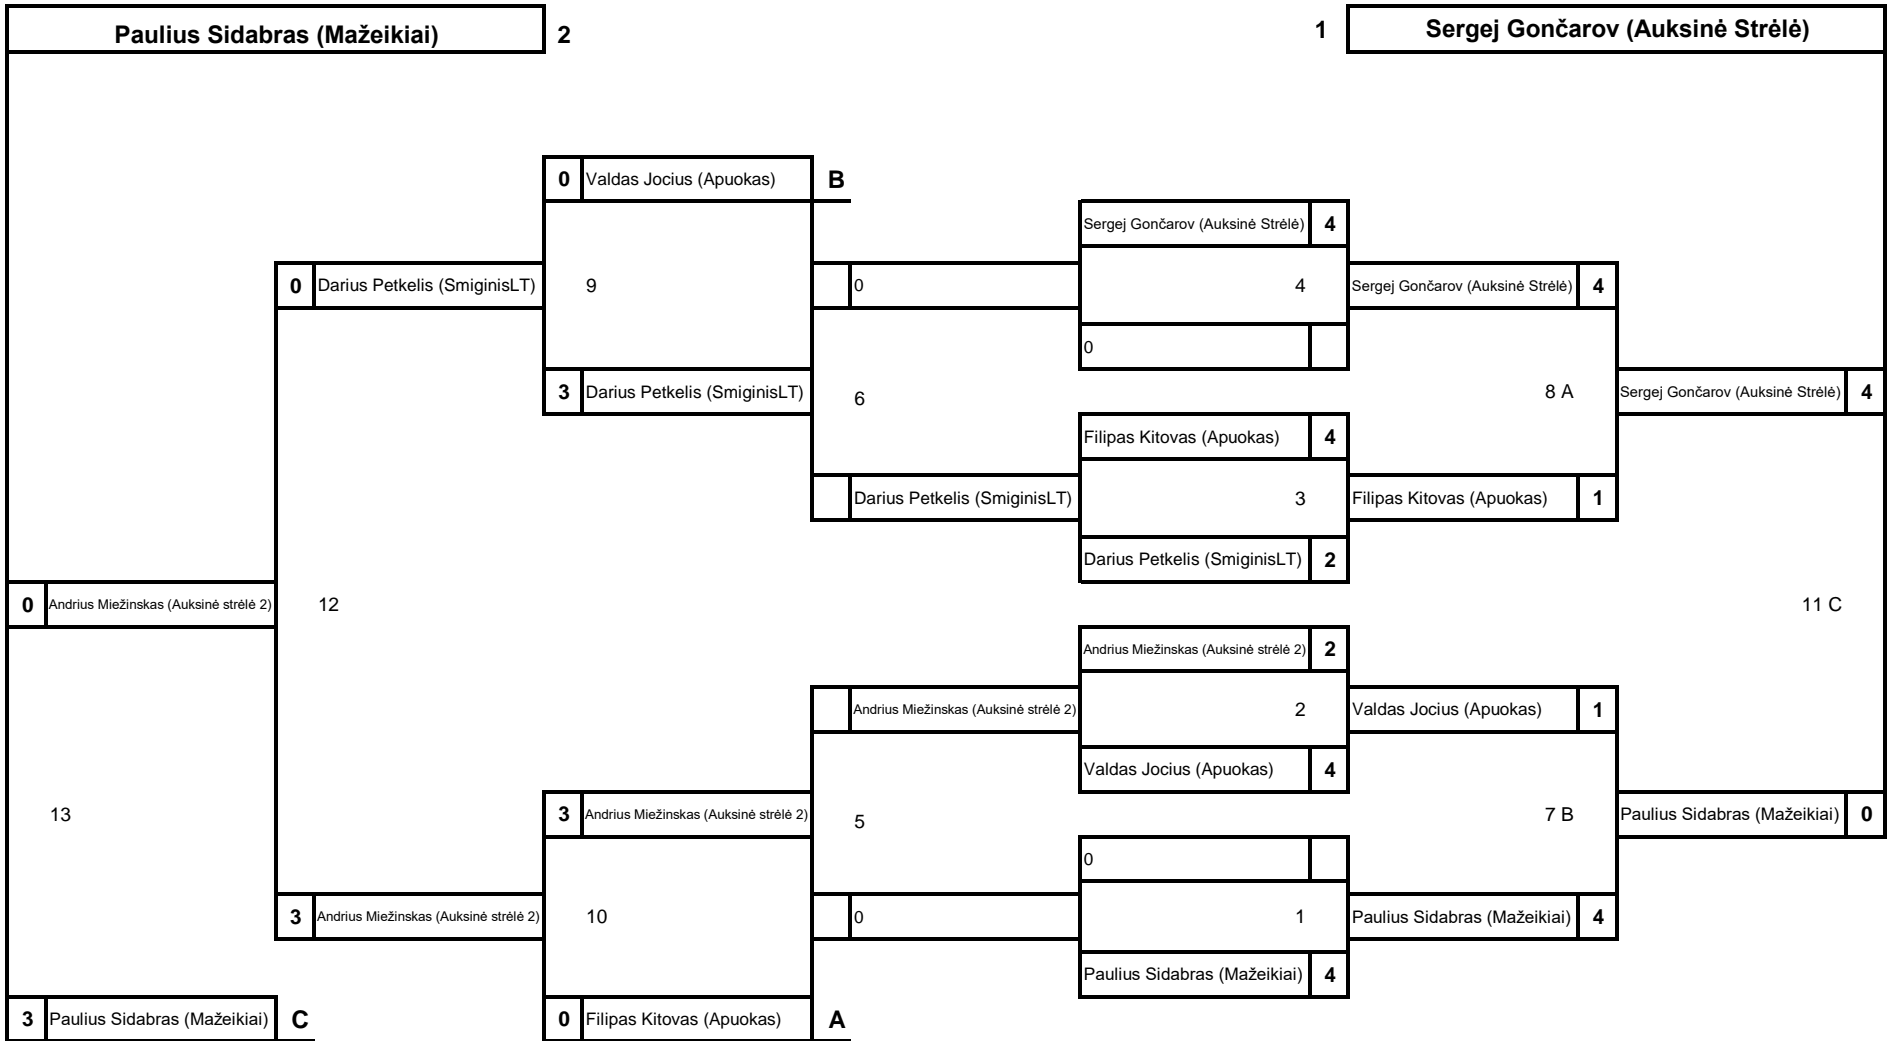 Paulius Sidabras (Mažeikiai) 2 1 Sergej Gončarov (Auksinė Strėlė)
0 Valdas Jocius (Apuokas) B
Sergej Gončarov (Auksinė Strėlė) 4
0 Darius Petkelis (SmiginisLT) 9 0 4 Sergej Gončarov (Auksinė Strėlė) 4
0
3 Darius Petkelis (SmiginisLT) 6 8 A Sergej Gončarov (Auksinė Strėlė) 4
Filipas Kitovas (Apuokas) 4
Darius Petkelis (SmiginisLT) 3 Filipas Kitovas (Apuokas) 1
Darius Petkelis (SmiginisLT) 2
0 Andrius Miežinskas (Auksinė strėlė 2) 12 11 C
Andrius Miežinskas (Auksinė strėlė 2) 2
Andrius Miežinskas (Auksinė strėlė 2) 2 Valdas Jocius (Apuokas) 1
Valdas Jocius (Apuokas) 4
13 3 Andrius Miežinskas (Auksinė strėlė 2) 5 7 B Paulius Sidabras (Mažeikiai) 0
0
3 Andrius Miežinskas (Auksinė strėlė 2) 10 0 1 Paulius Sidabras (Mažeikiai) 4
Paulius Sidabras (Mažeikiai) 4
3 Paulius Sidabras (Mažeikiai) C 0 Filipas Kitovas (Apuokas) A